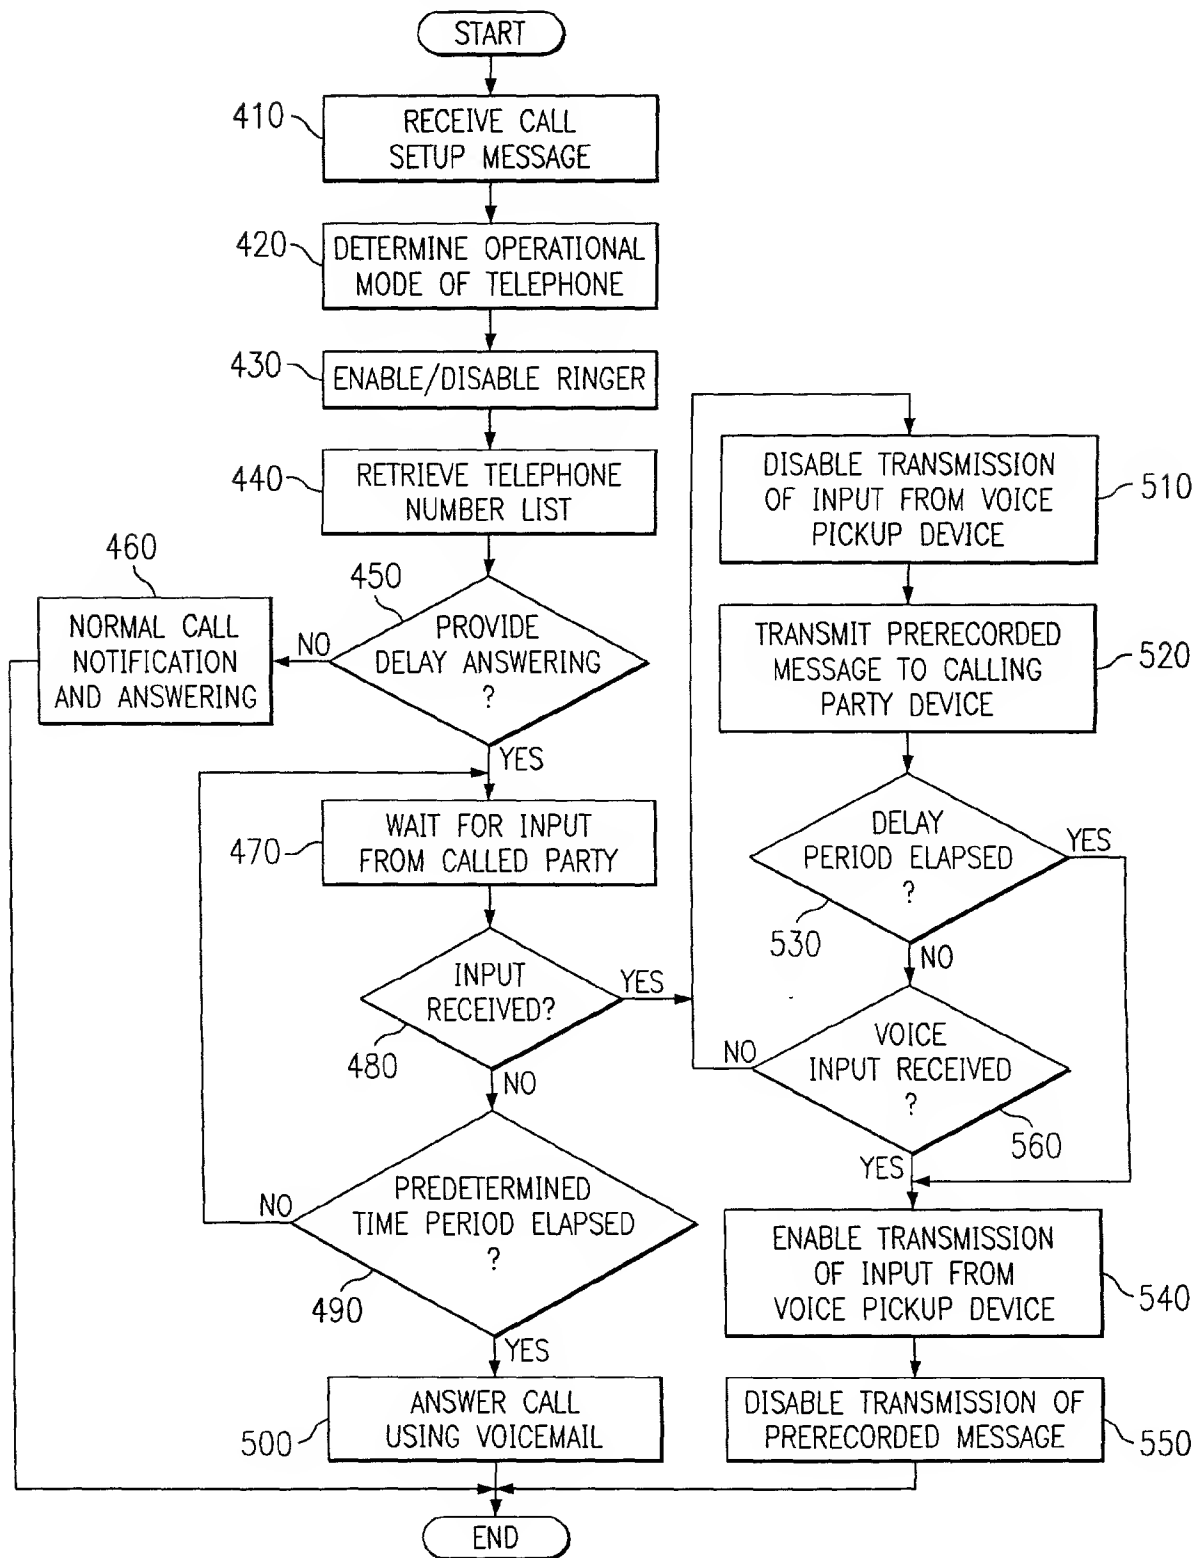 START
410
RECEIVE CALL
SETUP MESSAGE
420
DETERMINE OPERATIONAL
MODE OF TELEPHONE
430
ENABLE/DISABLE RINGER
440
RETRIEVE TELEPHONE
NUMBER LIST
450
PROVIDE
DELAY ANSWERING
?
NO
YES
460
NORMAL CALL
NOTIFICATION
AND ANSWERING
470
WAIT FOR INPUT
FROM CALLED PARTY
480
INPUT
RECEIVED?
YES
NO
490
PREDETERMINED
TIME PERIOD ELAPSED
?
NO
YES
500
ANSWER CALL
USING VOICEMAIL
510
DISABLE TRANSMISSION
OF INPUT FROM VOICE
PICKUP DEVICE
520
TRANSMIT PRERECORDED
MESSAGE TO CALLING
PARTY DEVICE
530
DELAY
PERIOD ELAPSED
?
YES
NO
560
VOICE
INPUT RECEIVED
?
NO
YES
540
ENABLE TRANSMISSION
OF INPUT FROM
VOICE PICKUP DEVICE
550
DISABLE TRANSMISSION OF
PRERECORDED MESSAGE
END